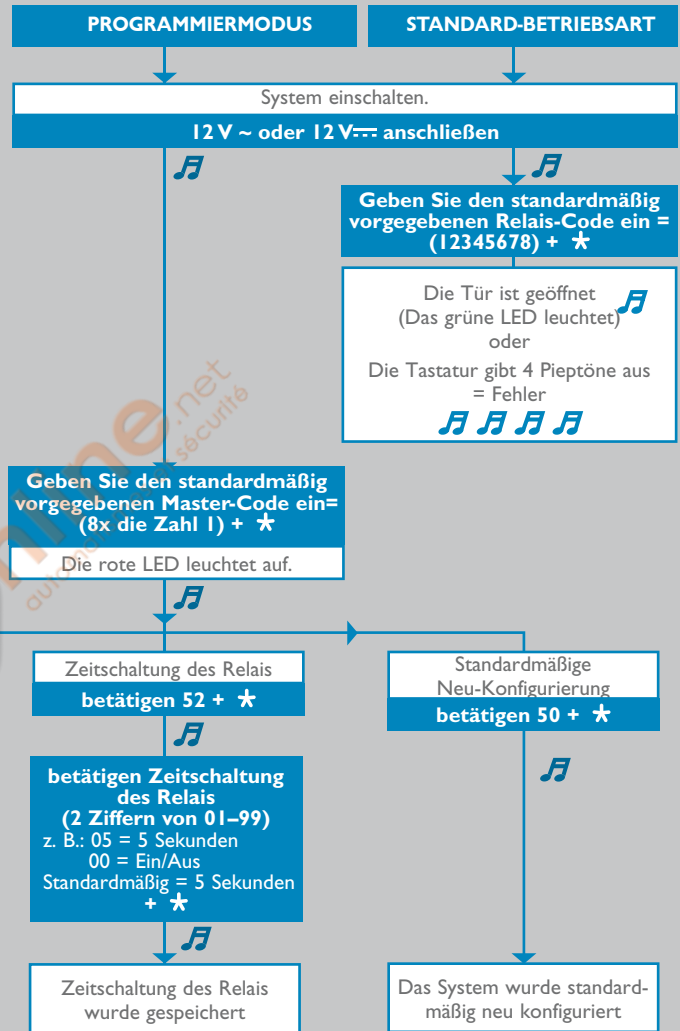 PROGRAMMIERMODUS
STANDARD-BETRIEBSART
System einschalten.
12 V ~ oder 12 V⎓ anschließen
Geben Sie den standardmäßig
vorgegebenen Relais-Code ein =
(12345678) + *
Die Tür ist geöffnet
(Das grüne LED leuchtet)
oder
Die Tastatur gibt 4 Pieptöne aus
= Fehler
Geben Sie den standardmäßig
vorgegebenen Master-Code ein=
(8x die Zahl 1) + *
Die rote LED leuchtet auf.
Zeitschaltung des Relais
betätigen 52 + *
betätigen Zeitschaltung
des Relais
(2 Ziffern von 01–99)
z. B.: 05 = 5 Sekunden
00 = Ein/Aus
Standardmäßig = 5 Sekunden
+ *
Zeitschaltung des Relais
wurde gespeichert
Standardmäßige
Neu-Konfigurierung
betätigen 50 + *
Das System wurde standard-
mäßig neu konfiguriert